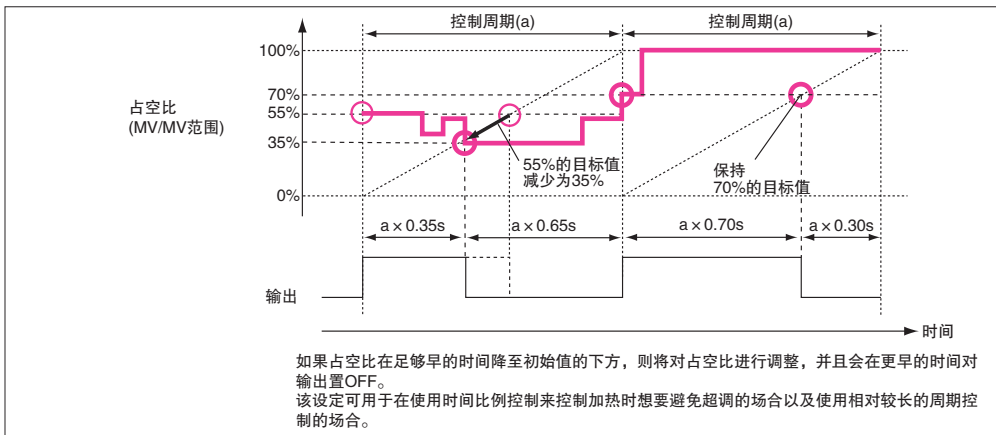 控制周期(a) 控制周期(a)
100%
70%
55%
35%
0%
占空比
(MV/MV范围)
55%的目标值
减少为35%
保持
70%的目标值
a × 0.35s a × 0.65s a × 0.70s a × 0.30s
输出
时间
如果占空比在足够早的时间降至初始值的下方，则将对占空比进行调整，并且会在更早的时间对
输出置OFF。
该设定可用于在使用时间比例控制来控制加热时想要避免超调的场合以及使用相对较长的周期控
制的场合。